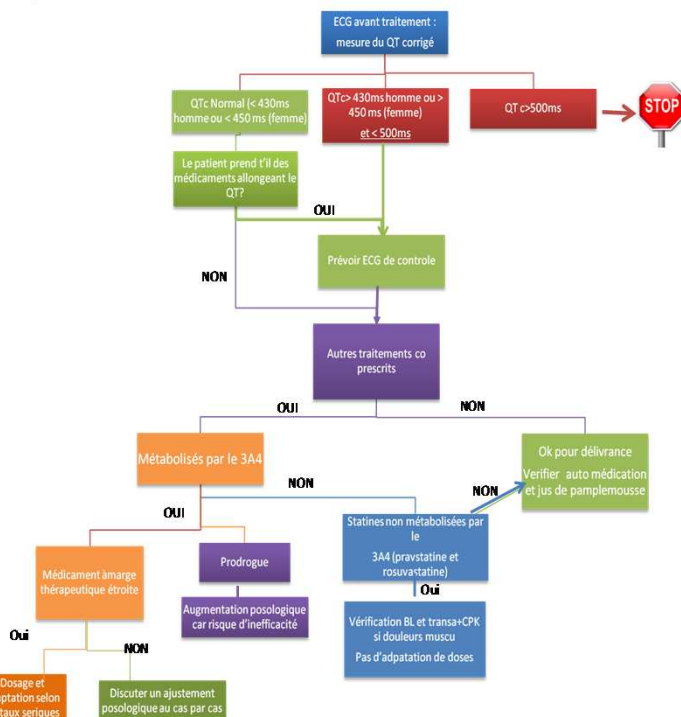 ECG avant traitement :
mesure du QT corrigé
QTc Normal (< 430ms
homme ou < 450 ms (femme)
QTc> 430ms homme ou >
450 ms (femme)
et < 500ms
QT c>500ms
STOP
Le patient prend t'il des
médicaments allongeant le
QT?
OUI
NON
Prévoir ECG de controle
Autres traitements co
prescrits
OUI
NON
Métabolisés par le 3A4
Ok pour délivrance
Verifier auto médication
et jus de pamplemousse
NON
NON
OUI
Statines non métabolisées par
le
3A4 (pravstatine et
rosuvastatine)
Médicament àmarge
thérapeutique étroite
Prodrogue
Oui
Augmentation posologique
car risque d'inefficacité
Vérification BL et transa+CPK
si douleurs muscu
Pas d'adpatation de doses
Oui
NON
Dosage et
ptation selon
taux seriques
Discuter un ajustement
posologique au cas par cas